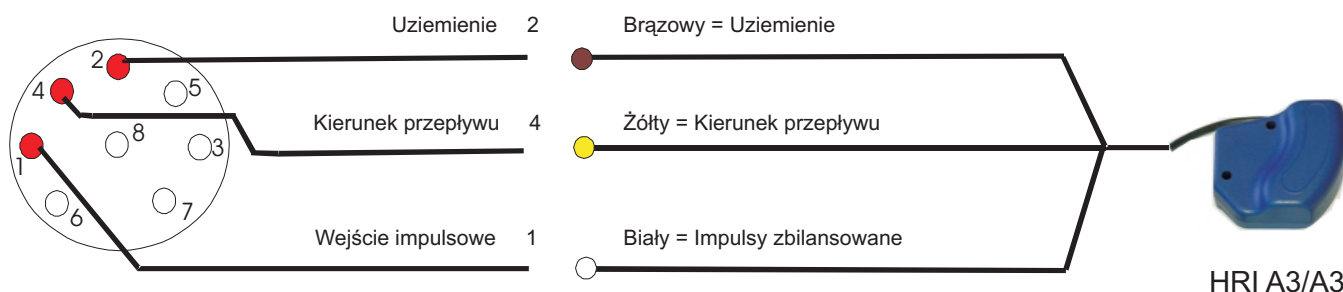 Uziemienie 2 Brązowy = Uziemienie
2
5
4
Kierunek przepływu 4 Żółty = Kierunek przepływu
8
3
1
7
6
Wejście impulsowe 1 Biały = Impulsy zbilansowane
HRI A3/A3